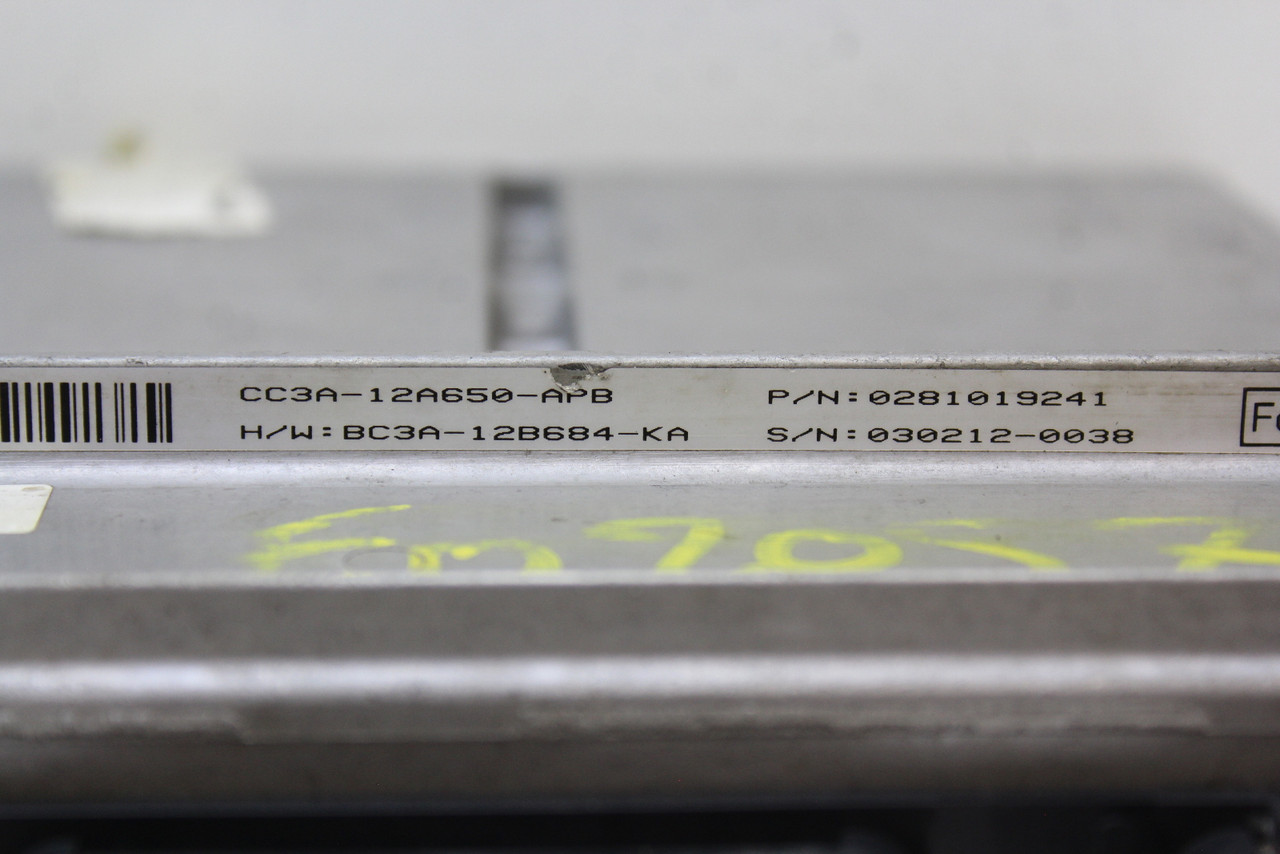 CC3A-12A650-APB
H/W:BC3A-12B684-KA
P/N:0281019241
S/N:030212-0038